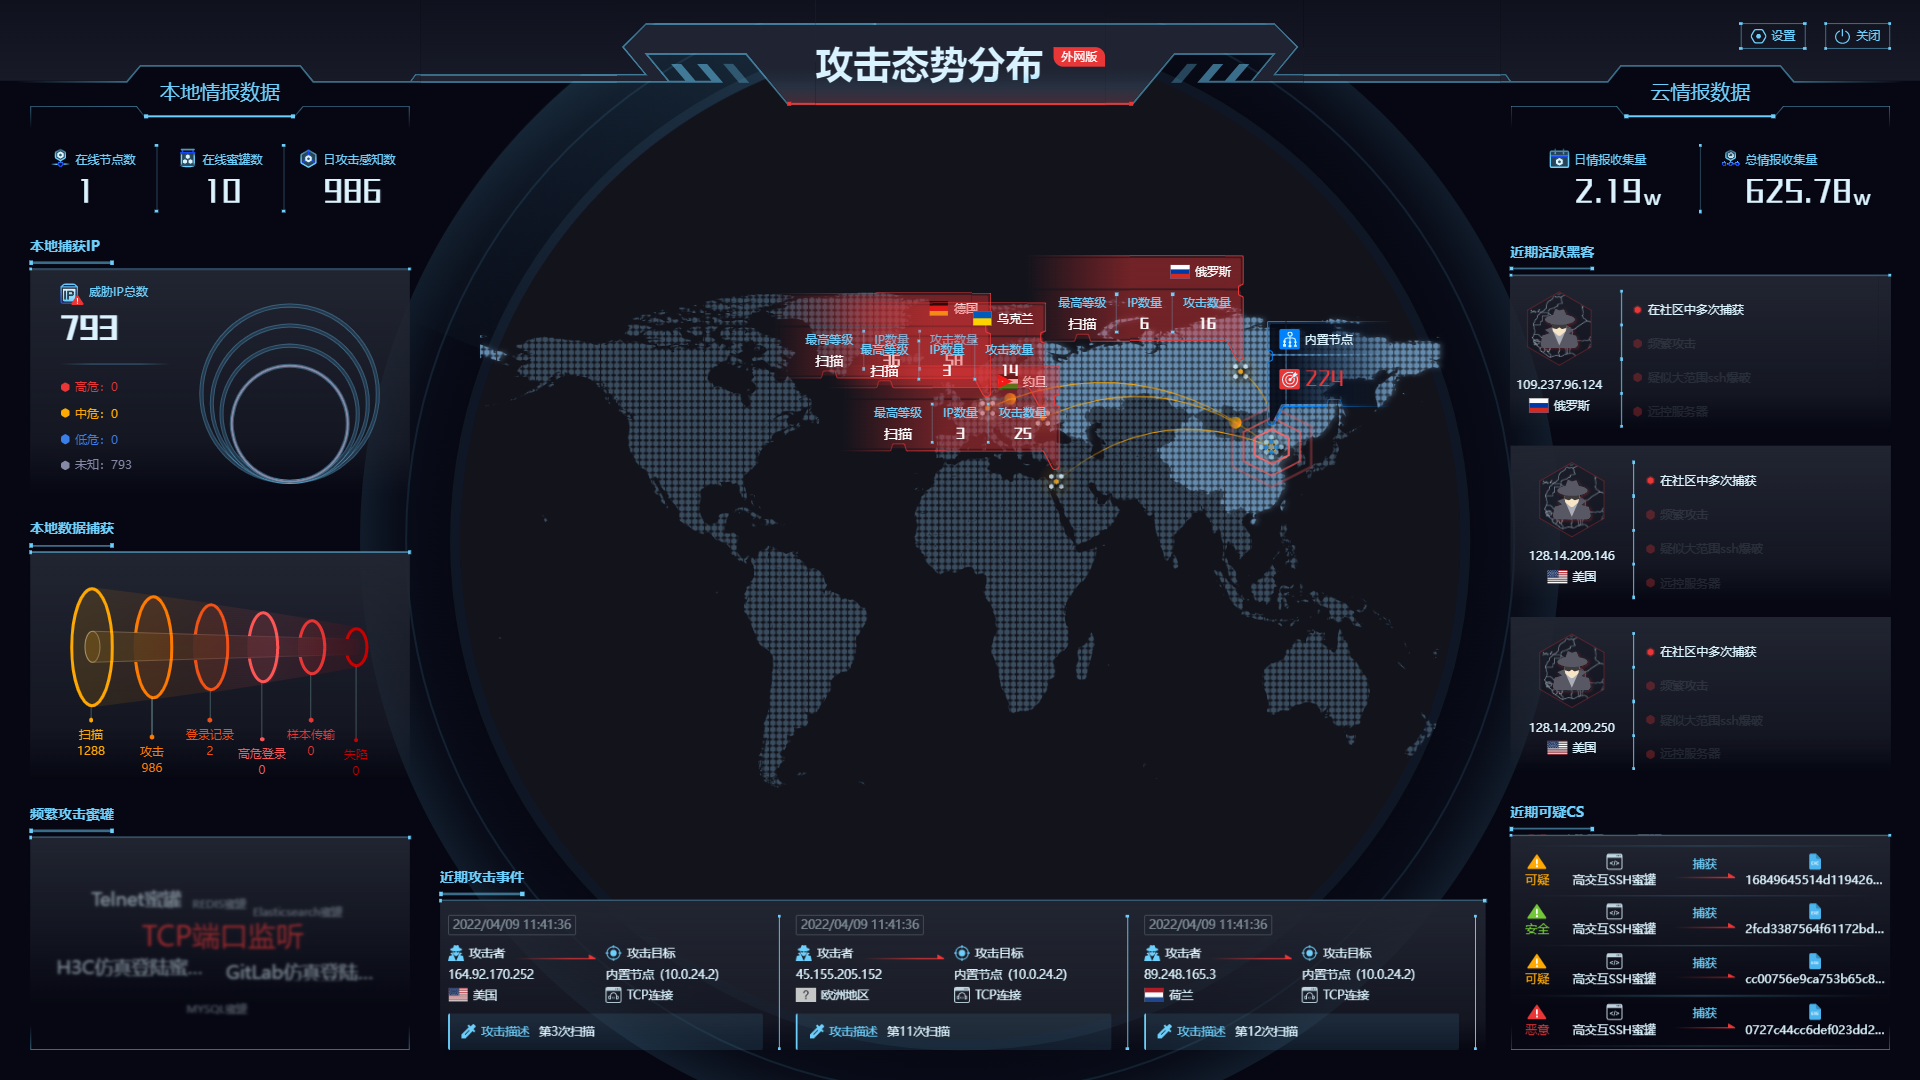 攻击态势分布
外网版
设置
关闭
本地情报数据
在线节点数
1
在线蜜罐数
10
日攻击感知数
986
本地捕获IP
威胁IP总数
793
高危：0
中危：0
低危：0
未知：793
本地数据捕获
扫描
1288
攻击
986
登录记录
2
高危登录
0
样本传输
0
失陷
0
频繁攻击蜜罐
Telnet蜜罐
REDIS蜜罐
Elasticsearch蜜罐
TCP端口监听
H3C仿真登陆蜜...
GitLab仿真登陆...
MYSQL蜜罐
俄罗斯
最高等级 IP数量 攻击数量
扫描 6 16
德国
最高等级 IP数量 攻击数量
扫描 36 58
乌克兰
最高等级 IP数量 攻击数量
扫描 3 14
约旦
最高等级 IP数量 攻击数量
扫描 3 25
内置节点
224
近期攻击事件
2022/04/09 11:41:36
攻击者
攻击目标
164.92.170.252
内置节点 (10.0.24.2)
美国
TCP连接
攻击描述 第3次扫描
2022/04/09 11:41:36
攻击者
攻击目标
45.155.205.152
内置节点 (10.0.24.2)
欧洲地区
TCP连接
攻击描述 第11次扫描
2022/04/09 11:41:36
攻击者
攻击目标
89.248.165.3
内置节点 (10.0.24.2)
荷兰
TCP连接
攻击描述 第12次扫描
云情报数据
日情报收集量
2.19w
总情报收集量
625.78w
近期活跃黑客
109.237.96.124
俄罗斯
在社区中多次捕获
频繁攻击
疑似大范围ssh爆破
远控服务器
128.14.209.146
美国
在社区中多次捕获
频繁攻击
疑似大范围ssh爆破
远控服务器
128.14.209.250
美国
在社区中多次捕获
频繁攻击
疑似大范围ssh爆破
远控服务器
近期可疑CS
可疑 高交互SSH蜜罐 捕获 16849645514d119426...
安全 高交互SSH蜜罐 捕获 2fcd3387564f61172bd...
可疑 高交互SSH蜜罐 捕获 cc00756e9ca753b65c8...
恶意 高交互SSH蜜罐 捕获 0727c44cc6def023dd2...